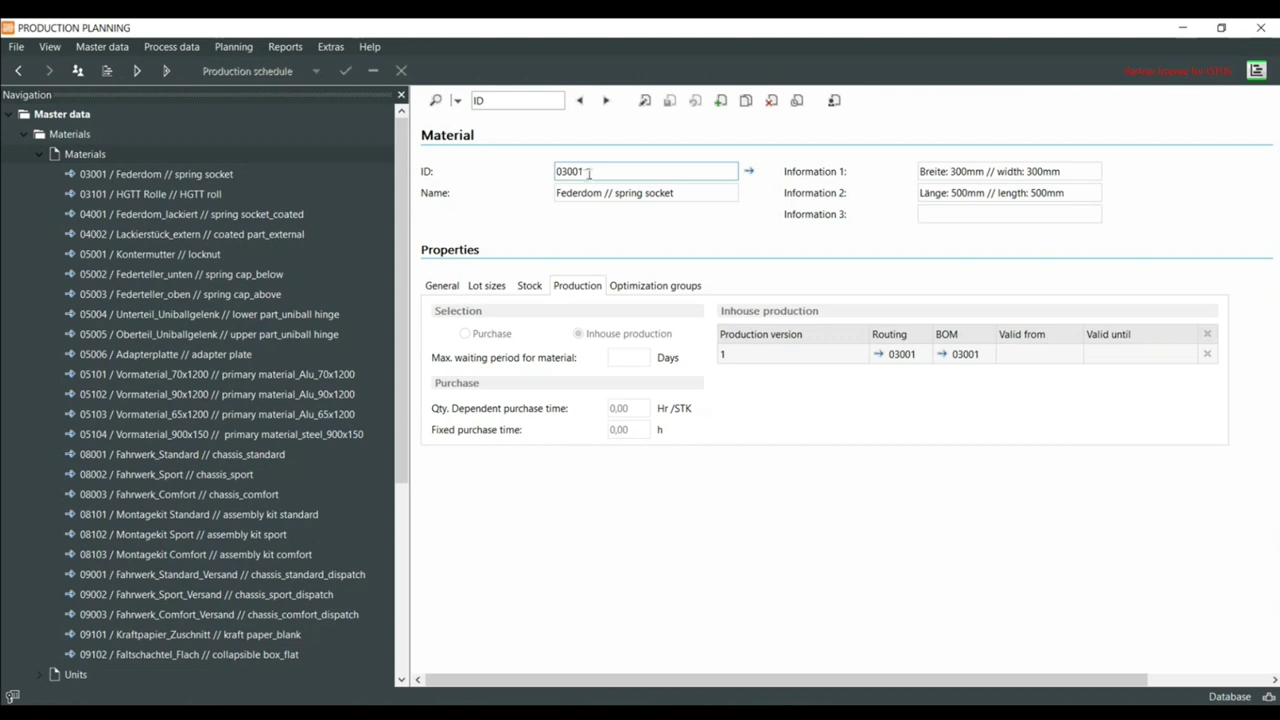 PRODUCTION PLANNING
File View Master data Process data Planning Reports Extras Help
Production schedule
Partner license for ISTOS
Navigation
Master data
Materials
Materials
03001 / Federdom // spring socket
03101 / HGTT Rolle // HGTT roll
04001 / Federdom_lackiert // spring socket_coated
04002 / Lackierstück_extern // coated part_external
05001 / Kontermutter // locknut
05002 / Federteller_unten // spring cap_below
05003 / Federteller_oben // spring cap_above
05004 / Unterteil_Uniballgelenk // lower part_uniball hinge
05005 / Oberteil_Uniballgelenk // upper part_uniball hinge
05006 / Adapterplatte // adapter plate
05101 / Vormaterial_70x1200 // primary material_Alu_70x1200
05102 / Vormaterial_90x1200 // primary material_Alu_90x1200
05103 / Vormaterial_65x1200 // primary material_Alu_65x1200
05104 / Vormaterial_900x150 // primary material_steel_900x150
08001 / Fahrwerk_Standard // chassis_standard
08002 / Fahrwerk_Sport // chassis_sport
08003 / Fahrwerk_Comfort // chassis_comfort
08101 / Montagekit Standard // assembly kit standard
08102 / Montagekit Sport // assembly kit sport
08103 / Montagekit Comfort // assembly kit comfort
09001 / Fahrwerk_Standard_Versand // chassis_standard_dispatch
09002 / Fahrwerk_Sport_Versand // chassis_sport_dispatch
09003 / Fahrwerk_Comfort_Versand // chassis_comfort_dispatch
09101 / Kraftpapier_Zuschnitt // kraft paper_blank
09102 / Faltschachtel_Flach // collapsible box_flat
Units
ID
Material
ID: 03001 Information 1: Breite: 300mm // width: 300mm
Name: Federdom // spring socket Information 2: Länge: 500mm // length: 500mm
Information 3:
Properties
General Lot sizes Stock Production Optimization groups
Selection Inhouse production
Purchase Inhouse production Production version Routing BOM Valid from Valid until
Max. waiting period for material: Days 1 03001 03001
Purchase
Qty. Dependent purchase time: 0,00 Hr /STK
Fixed purchase time: 0,00 h
Database